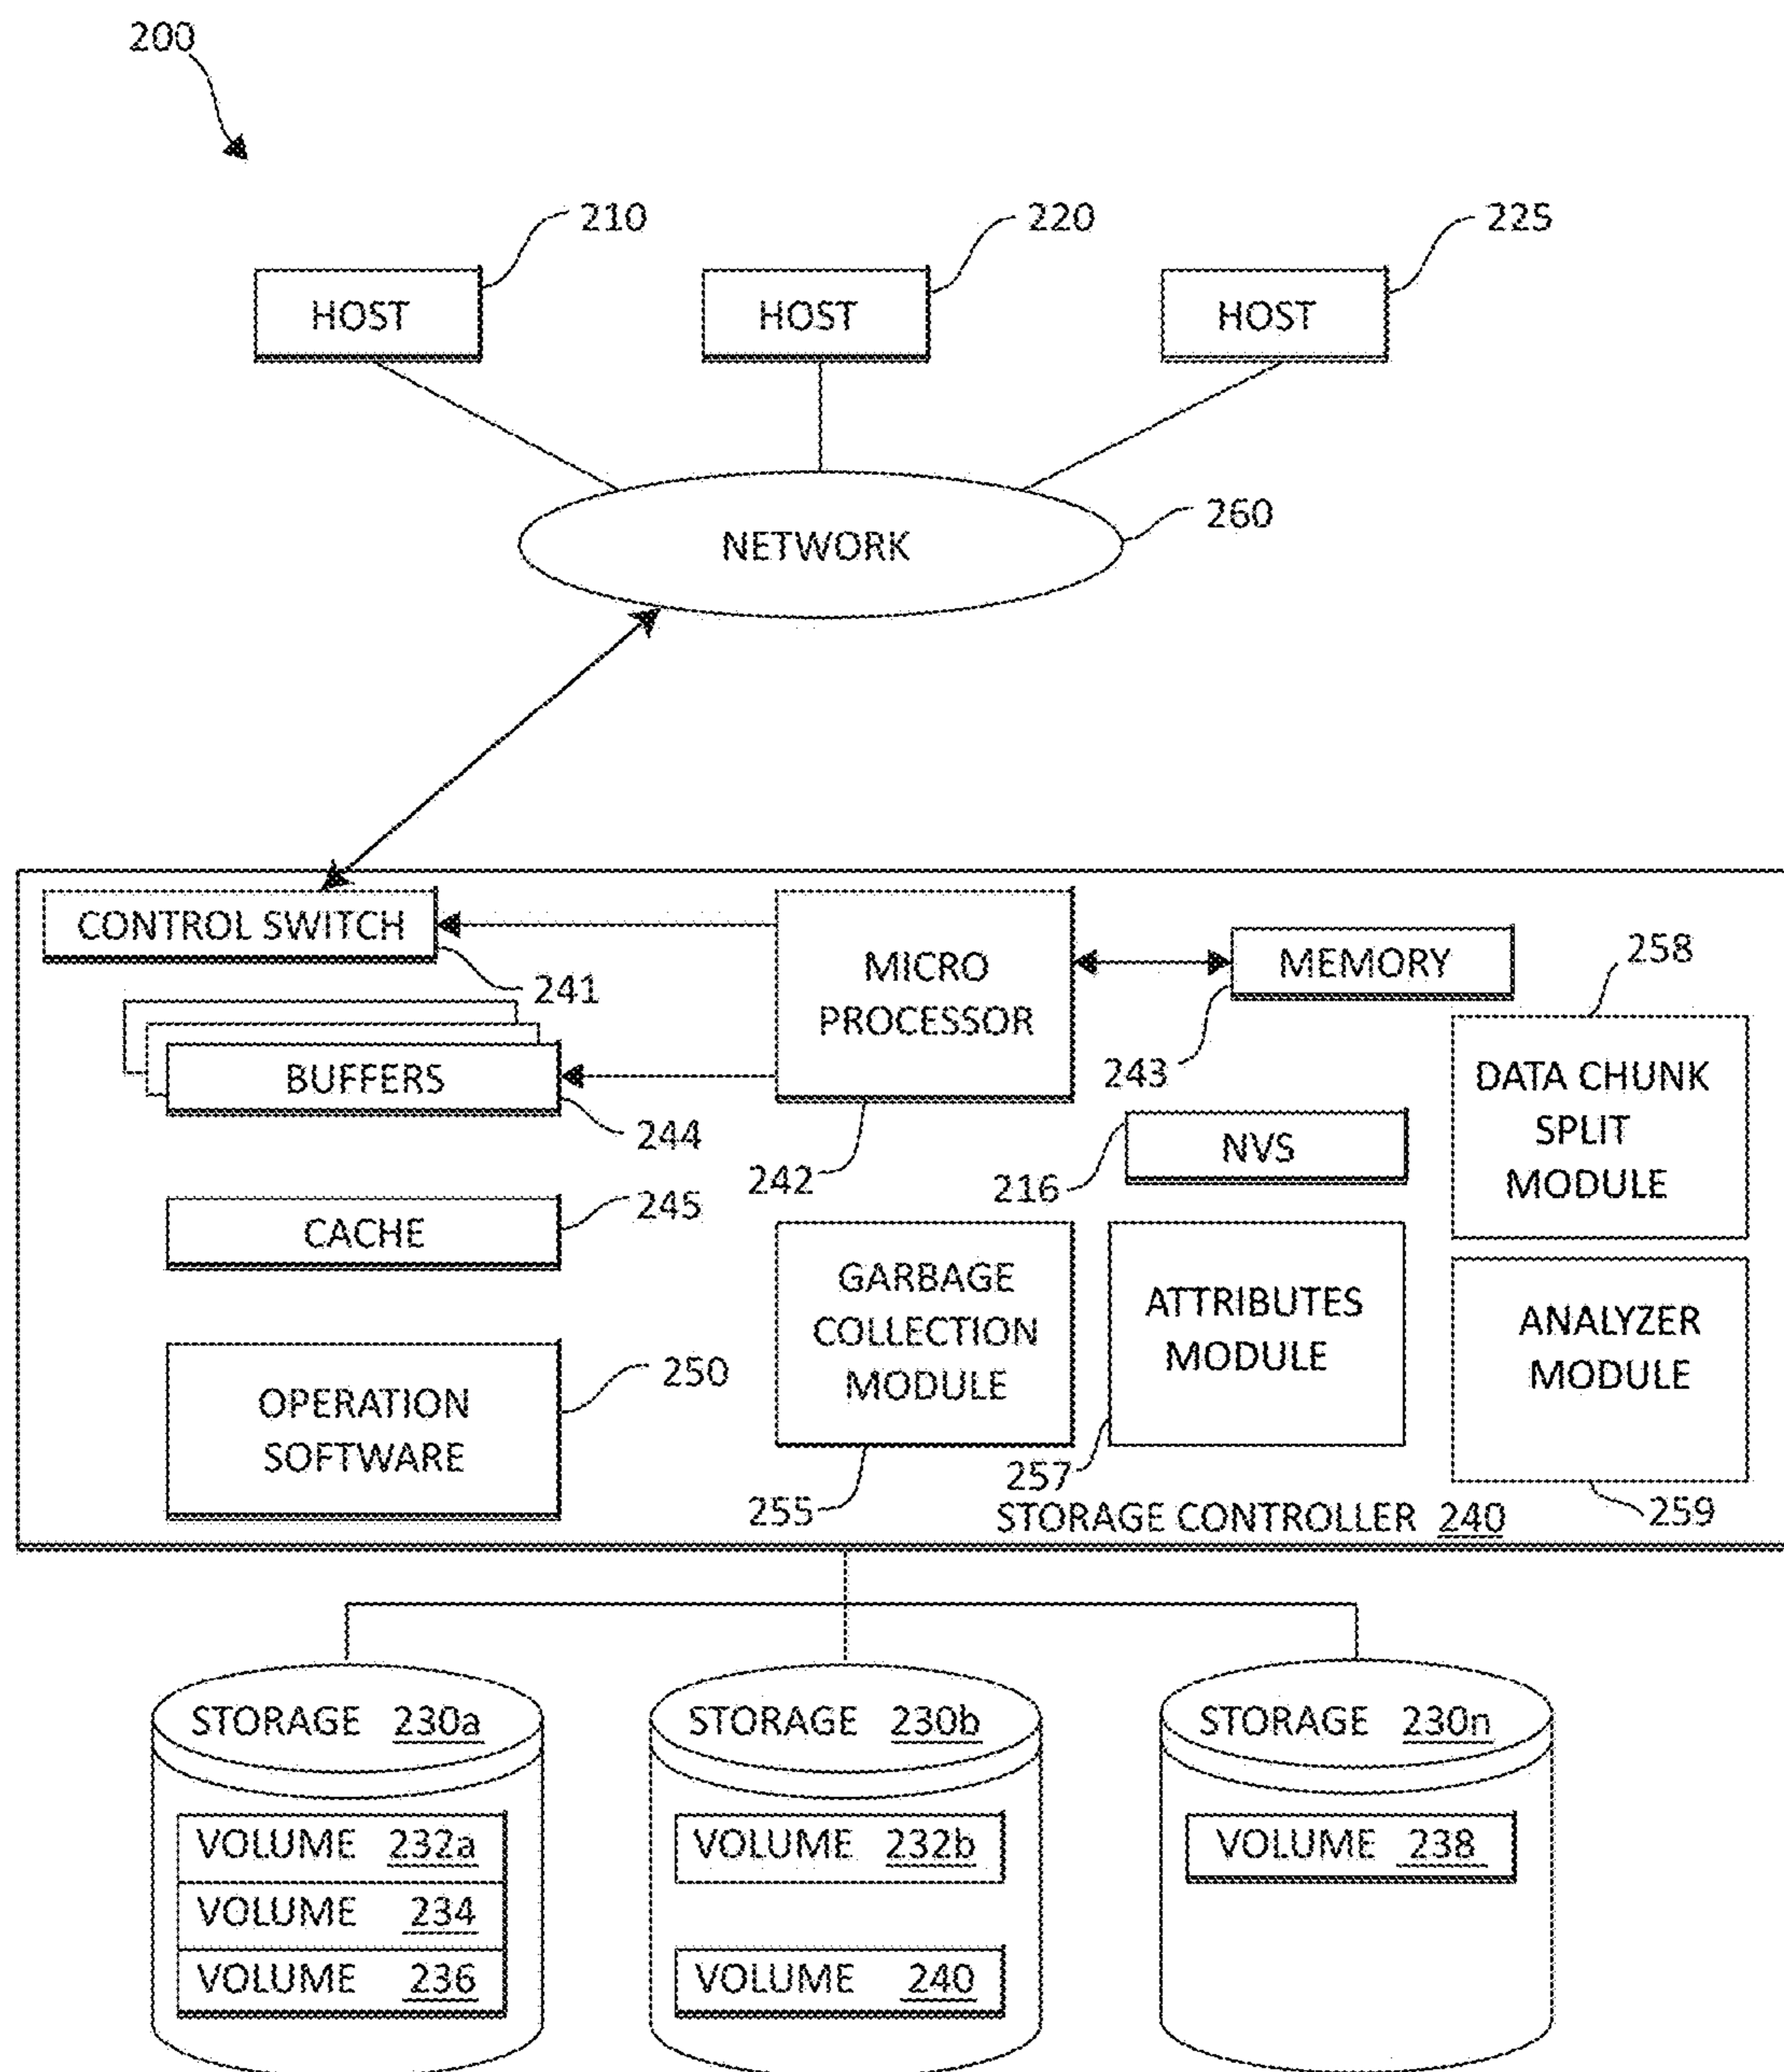 200
210
220
225
HOST
HOST
HOST
260
NETWORK
CONTROL SWITCH
241
MICRO
PROCESSOR
242
MEMORY
243
258
DATA CHUNK
SPLIT
MODULE
BUFFERS
244
NVS
216
CACHE
245
GARBAGE
COLLECTION
MODULE
255
ATTRIBUTES
MODULE
257
ANALYZER
MODULE
259
OPERATION
SOFTWARE
250
STORAGE CONTROLLER 240
STORAGE 230a
VOLUME 232a
VOLUME 234
VOLUME 236
STORAGE 230b
VOLUME 232b
VOLUME 240
STORAGE 230n
VOLUME 238